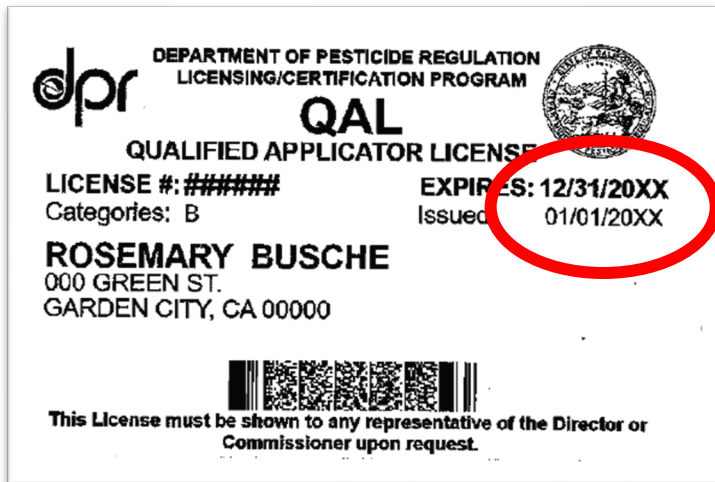 dpr
DEPARTMENT OF PESTICIDE REGULATION
LICENSING/CERTIFICATION PROGRAM
QAL
QUALIFIED APPLICATOR LICENSE
LICENSE #: ###### EXPIRES: 12/31/20XX
Categories: B Issued 01/01/20XX
ROSEMARY BUSCHE
000 GREEN ST.
GARDEN CITY, CA 00000
This License must be shown to any representative of the Director or
Commissioner upon request.